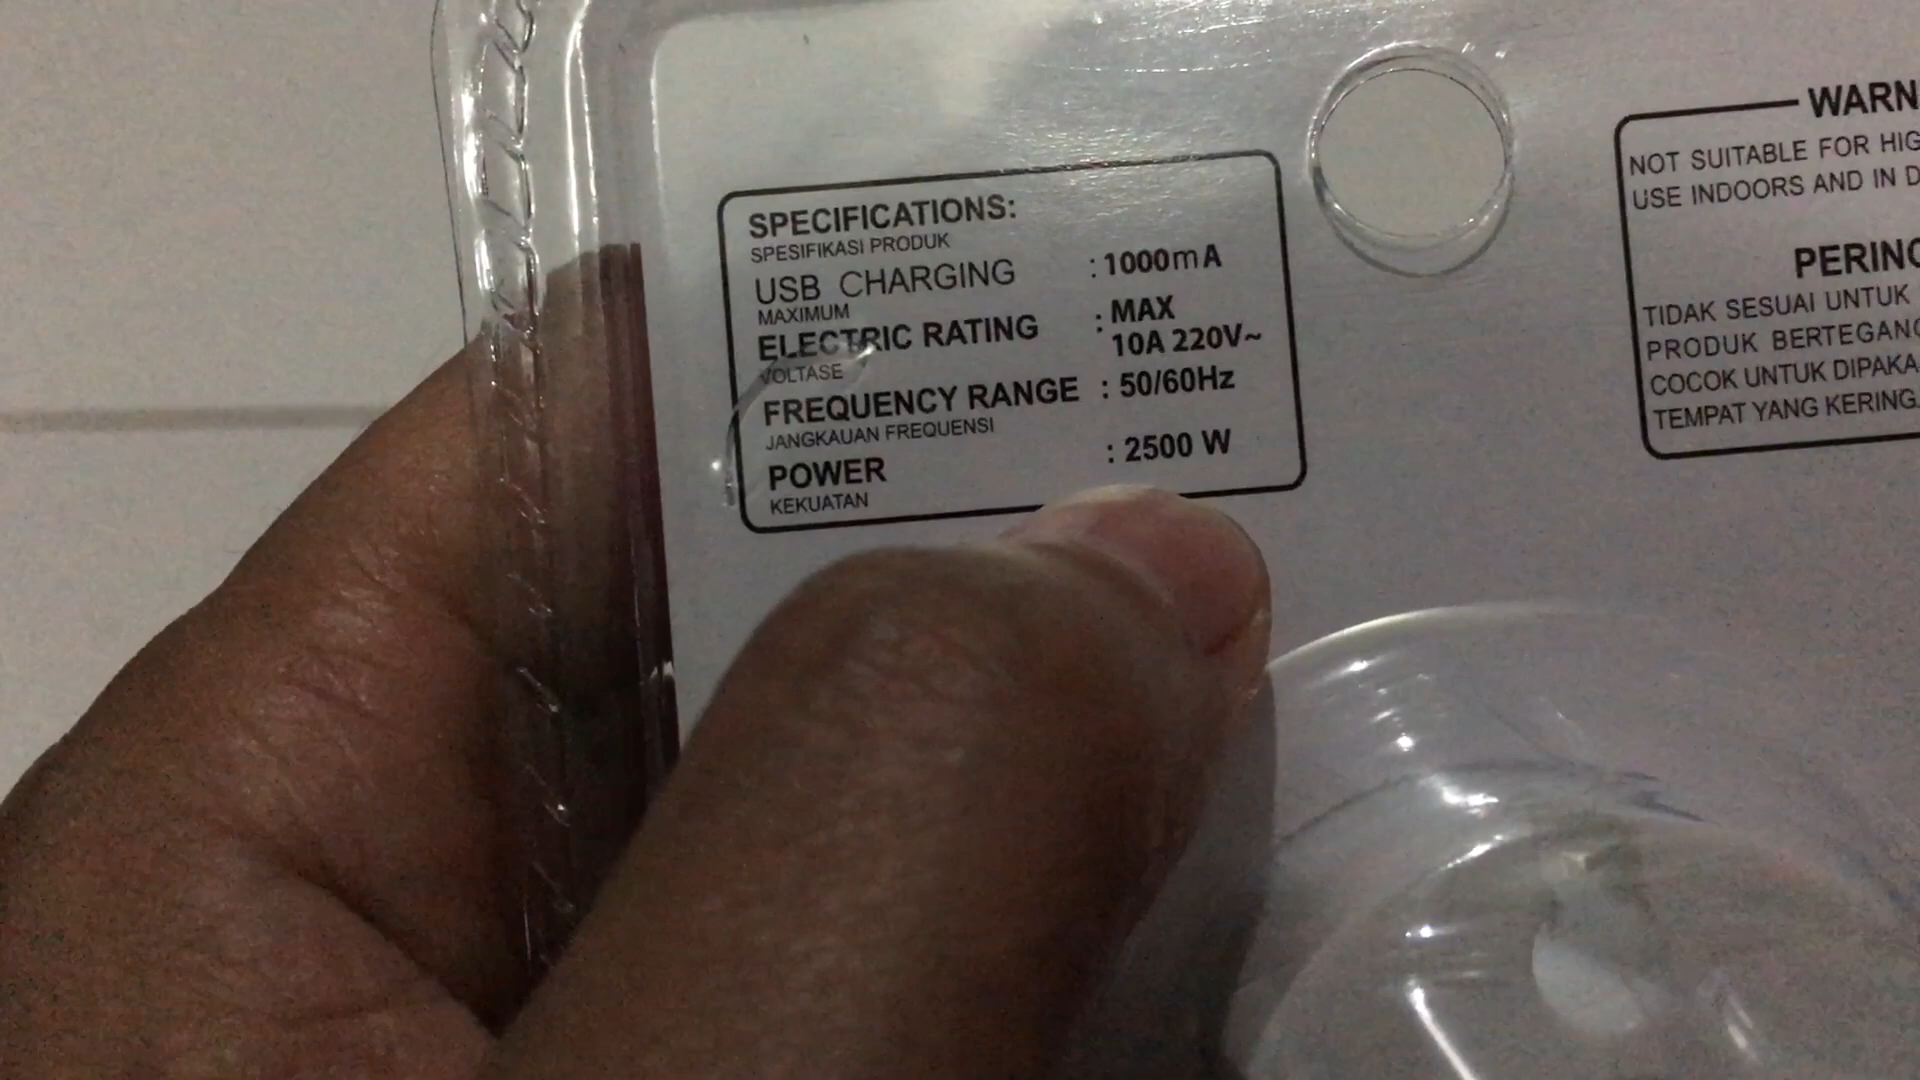 SPECIFICATIONS:
SPESIFIKASI PRODUK
USB CHARGING : 1000mA
MAXIMUM
ELECTRIC RATING : MAX 10A 220V~
VOLTASE
FREQUENCY RANGE : 50/60Hz
JANGKAUAN FREQUENSI
POWER : 2500 W
KEKUATAN
WARN
NOT SUITABLE FOR HIG
USE INDOORS AND IN D
PERING
TIDAK SESUAI UNTUK
PRODUK BERTEGANG
COCOK UNTUK DIPAKA
TEMPAT YANG KERING.